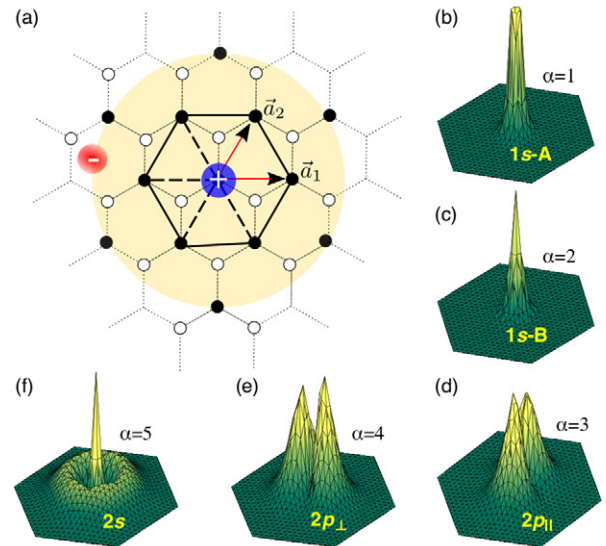 (a)
a⃗₂
a⃗₁
-
+
(b)
α=1
1s-A
(c)
α=2
1s-B
(f)
α=5
2s
(e)
α=4
2p⊥
(d)
α=3
2p||